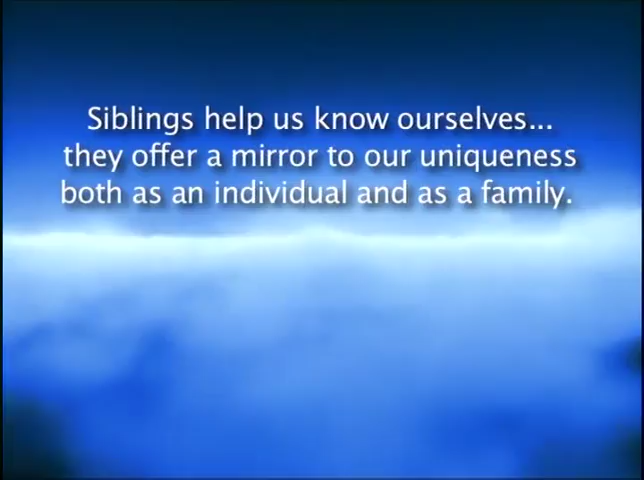 Siblings help us know ourselves...
they offer a mirror to our uniqueness
both as an individual and as a family.